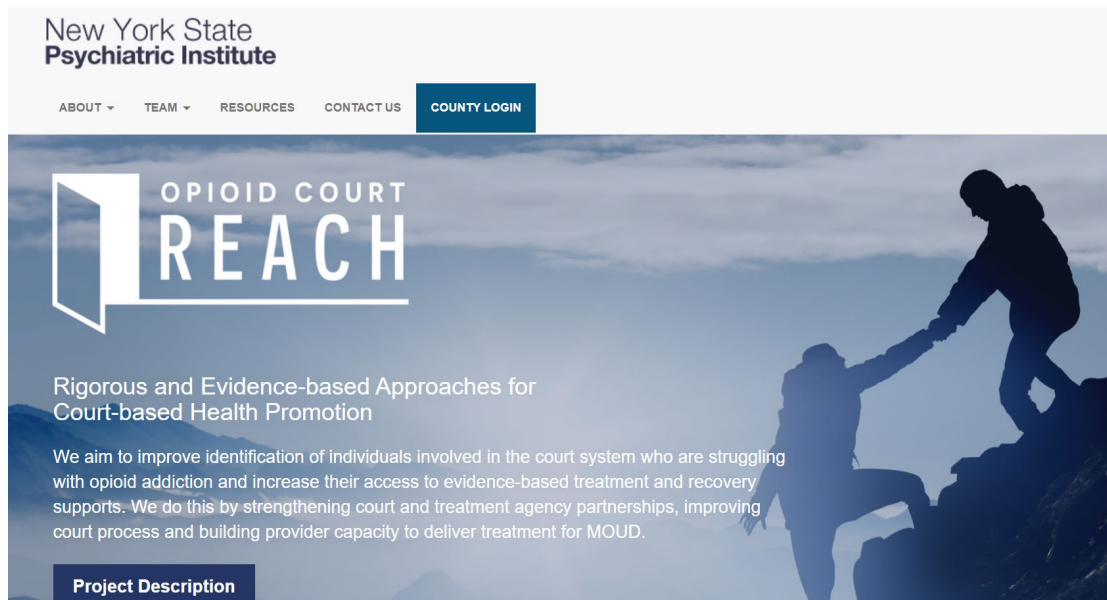 New York State
Psychiatric Institute
ABOUT TEAM RESOURCES CONTACT US COUNTY LOGIN
OPIOID COURT
REACH
Rigorous and Evidence-based Approaches for
Court-based Health Promotion
We aim to improve identification of individuals involved in the court system who are struggling
with opioid addiction and increase their access to evidence-based treatment and recovery
supports. We do this by strengthening court and treatment agency partnerships, improving
court process and building provider capacity to deliver treatment for MOUD.
Project Description